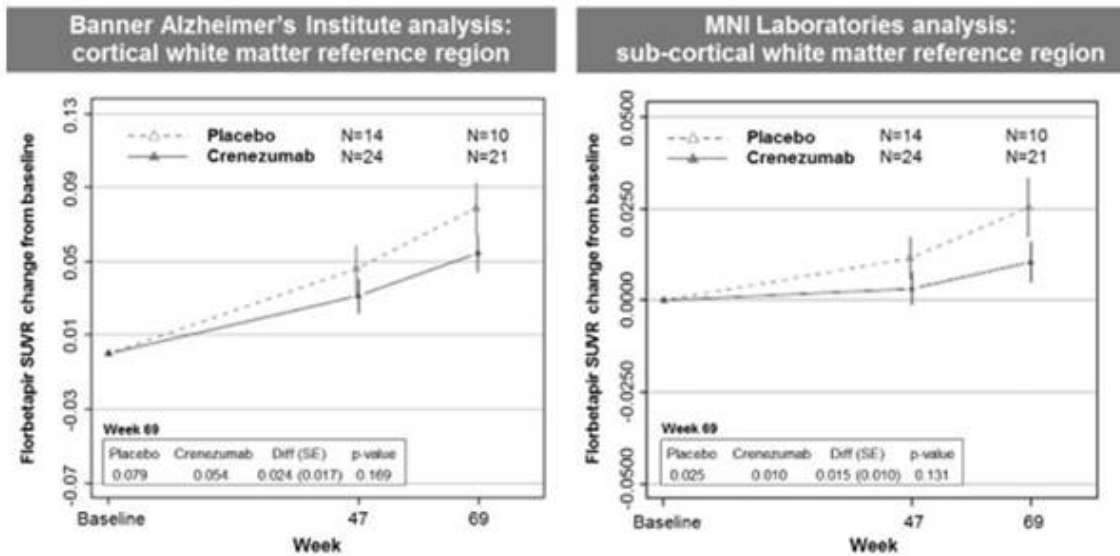 Banner Alzheimer's Institute analysis:
cortical white matter reference region
Florbetapir SUVR change from baseline
0.13
0.09
0.05
0.01
-0.03
-0.07
Placebo N=14 N=10
Crenezumab N=24 N=21
Week 69
Placebo Crenezumab Diff (SE) p-value
0.079 0.054 0.024 (0.017) 0.169
Baseline 47 69
Week
MNI Laboratories analysis:
sub-cortical white matter reference region
Florbetapir SUVR change from baseline
0.0500
0.0250
0.0000
-0.0250
-0.0500
Placebo N=14 N=10
Crenezumab N=24 N=21
Week 69
Placebo Crenezumab Diff (SE) p-value
0.025 0.010 0.015 (0.010) 0.131
Baseline 47 69
Week